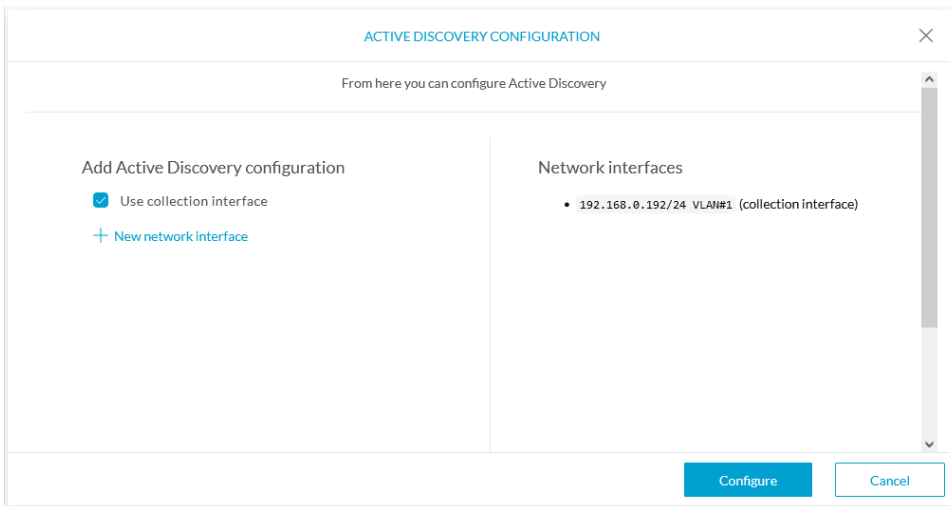 ACTIVE DISCOVERY CONFIGURATION
From here you can configure Active Discovery
Add Active Discovery configuration
Use collection interface
New network interface
Network interfaces
• 192.168.0.192/24 VLAN#1 (collection interface)
Configure
Cancel